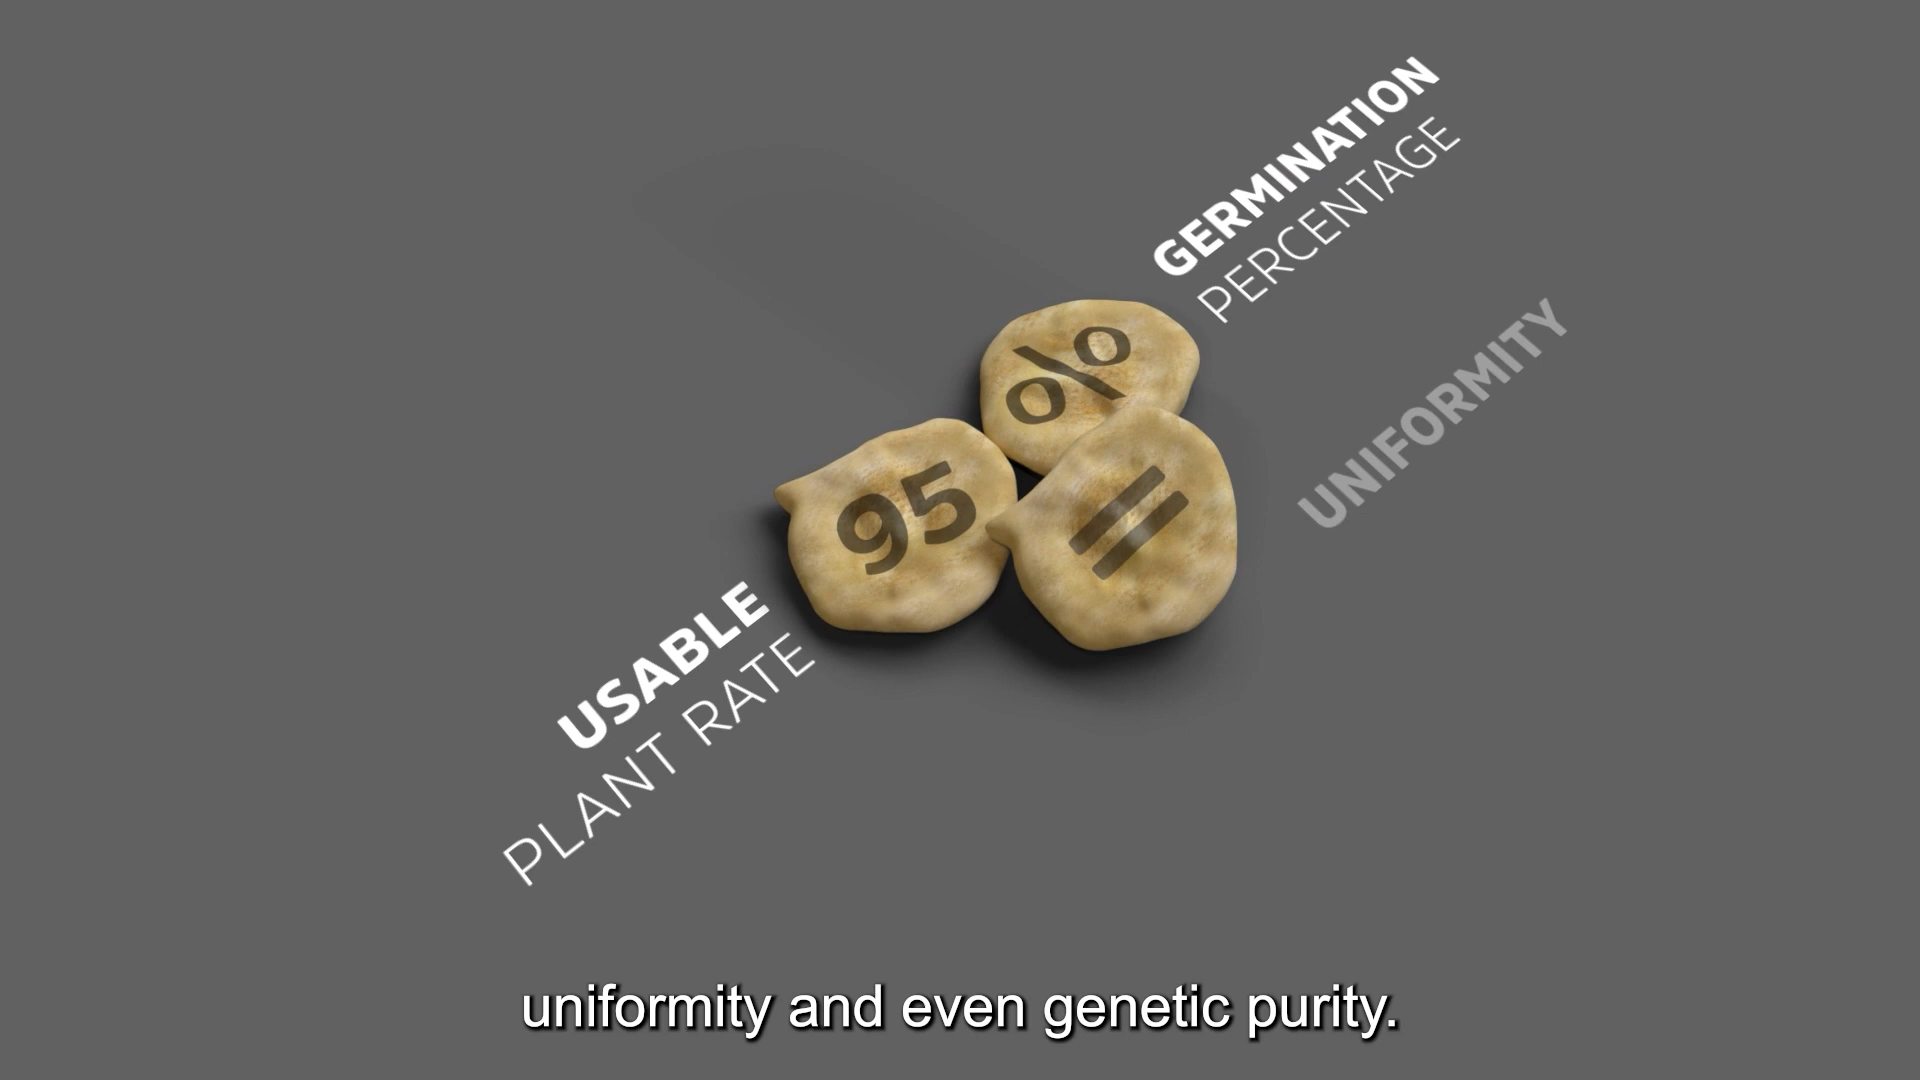 GERMINATION
PERCENTAGE
UNIFORMITY
%
95
=
USABLE
PLANT RATE
uniformity and even genetic purity.